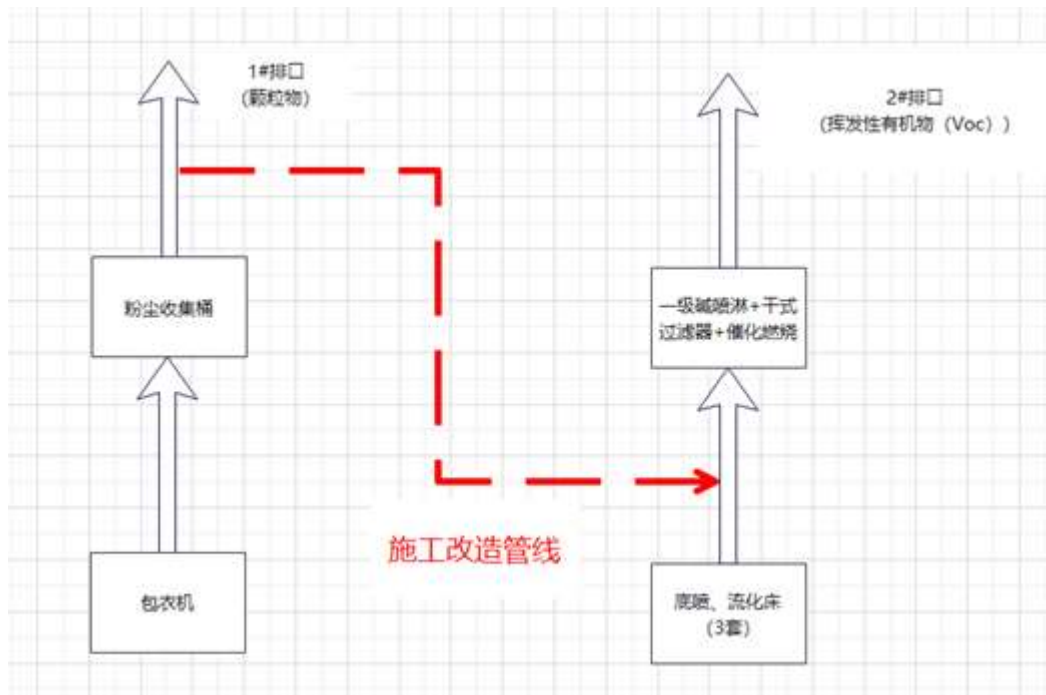 1#排口
(颗粒物)
2#排口
(挥发性有机物 (Voc) )
粉尘收集桶
一级碱喷淋+干式
过滤器+催化燃烧
施工改造管线
包衣机
底喷、流化床
(3套)